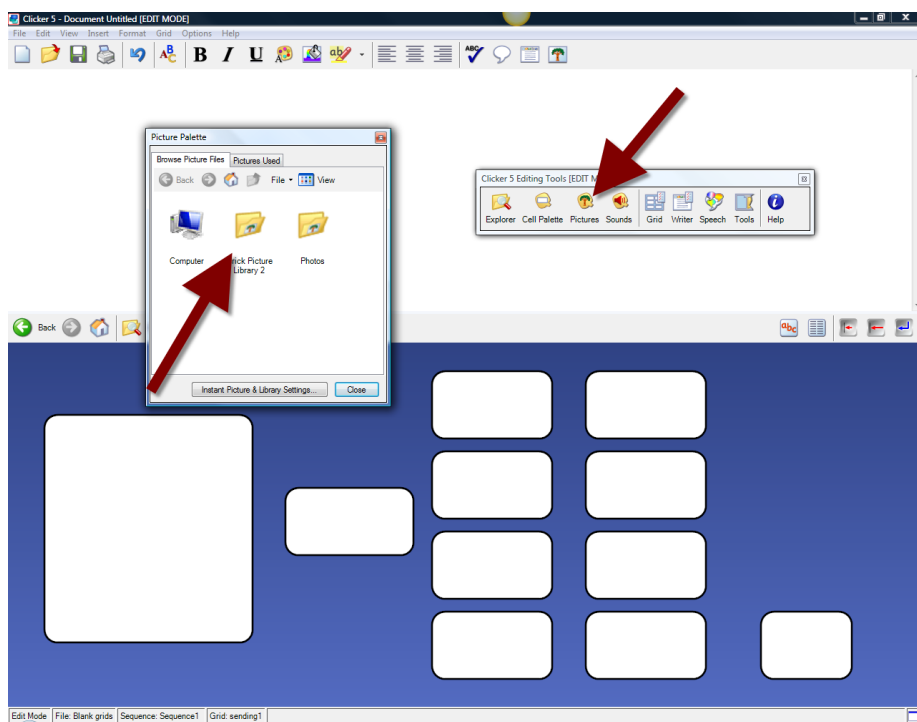 Clicker 5 - Document Untitled [EDIT MODE]
File Edit View Insert Format Grid Options Help
B I U
ABC
Picture Palette
Browse Picture Files Pictures Used
Back File View
Computer Library 2 Photos
Picture
Instant Picture & Library Settings... Close
Clicker 5 Editing Tools [EDIT
Explorer Cell Palette Pictures Sounds Grid Writer Speech Tools Help
Back
abc
Edit Mode File: Blank grids Sequence: Sequence1 Grid: sending1